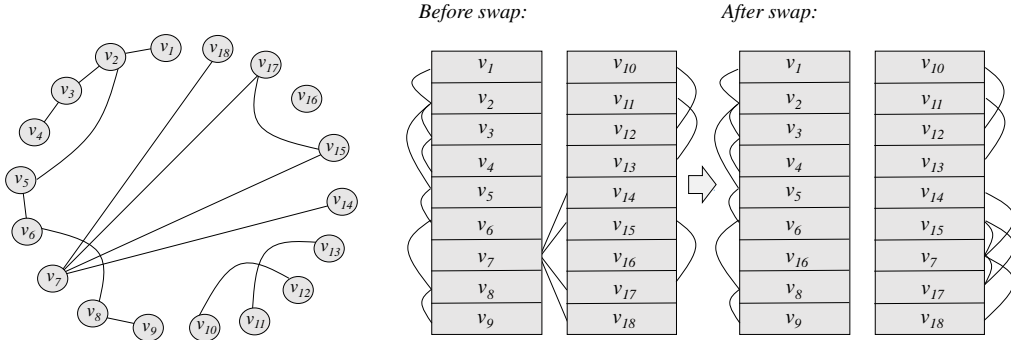 Before swap:
After swap:
v1
v2
v3
v4
v5
v6
v7
v8
v9
v10
v11
v12
v13
v14
v15
v16
v17
v18
v1 v10 v1 v10
v2 v11 v2 v11
v3 v12 v3 v12
v4 v13 v4 v13
v5 v14 v5 v14
v6 v15 v6 v15
v7 v16 v16 v7
v8 v17 v8 v17
v9 v18 v9 v18